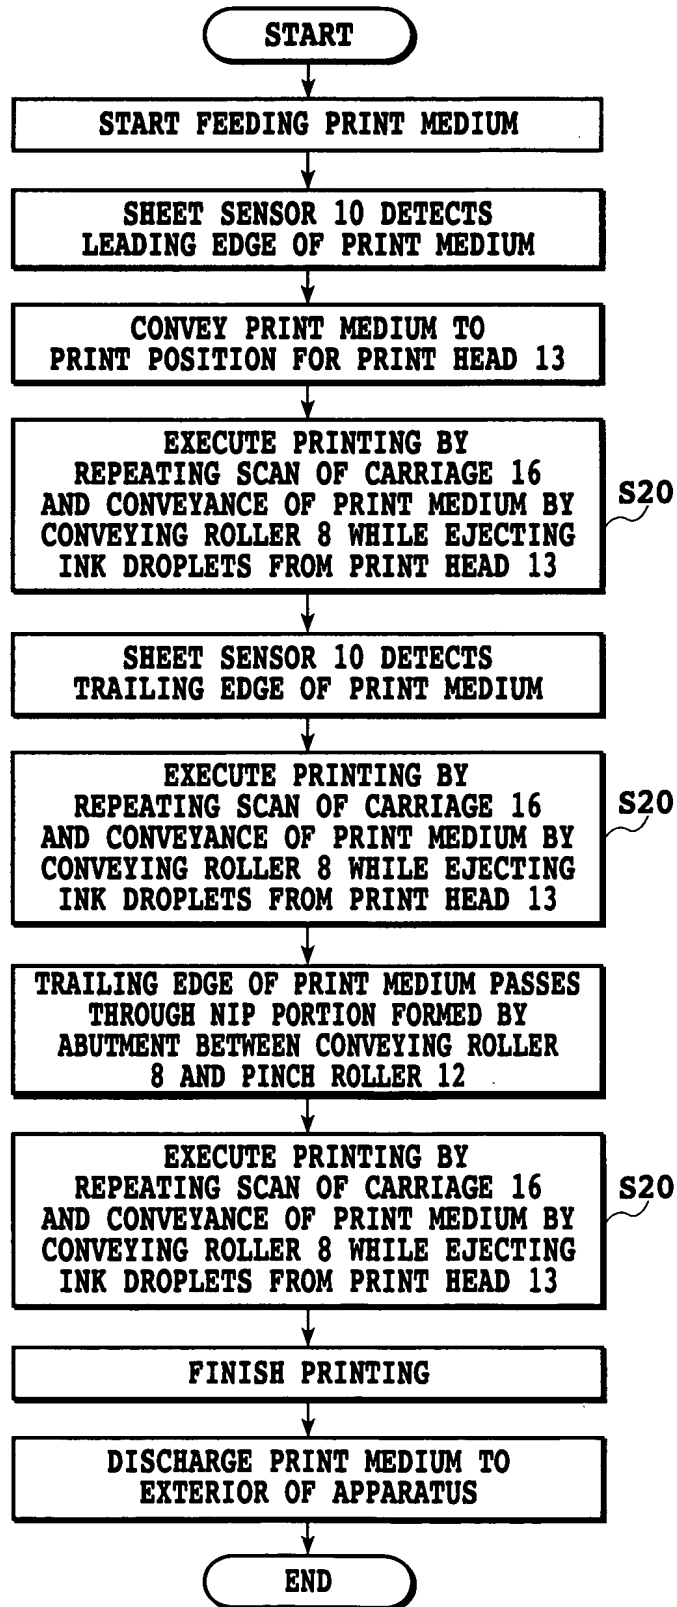 START
START FEEDING PRINT MEDIUM
SHEET SENSOR 10 DETECTS
LEADING EDGE OF PRINT MEDIUM
CONVEY PRINT MEDIUM TO
PRINT POSITION FOR PRINT HEAD 13
EXECUTE PRINTING BY
REPEATING SCAN OF CARRIAGE 16
AND CONVEYANCE OF PRINT MEDIUM BY
CONVEYING ROLLER 8 WHILE EJECTING
INK DROPLETS FROM PRINT HEAD 13
S20
SHEET SENSOR 10 DETECTS
TRAILING EDGE OF PRINT MEDIUM
EXECUTE PRINTING BY
REPEATING SCAN OF CARRIAGE 16
AND CONVEYANCE OF PRINT MEDIUM BY
CONVEYING ROLLER 8 WHILE EJECTING
INK DROPLETS FROM PRINT HEAD 13
S20
TRAILING EDGE OF PRINT MEDIUM PASSES
THROUGH NIP PORTION FORMED BY
ABUTMENT BETWEEN CONVEYING ROLLER
8 AND PINCH ROLLER 12
EXECUTE PRINTING BY
REPEATING SCAN OF CARRIAGE 16
AND CONVEYANCE OF PRINT MEDIUM BY
CONVEYING ROLLER 8 WHILE EJECTING
INK DROPLETS FROM PRINT HEAD 13
S20
FINISH PRINTING
DISCHARGE PRINT MEDIUM TO
EXTERIOR OF APPARATUS
END